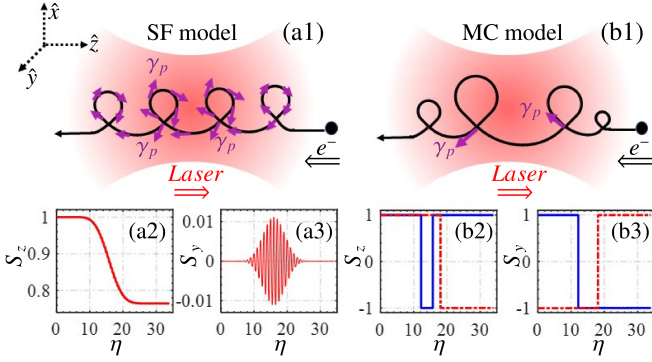 x̂
ẑ
ŷ
SF model
(a1)
γp
γp
γp
e−
Laser
MC model
(b1)
γp
γp
e−
Laser
(a2)
Sz
1
0.9
0.8
0 10 20 30
η
(a3)
Sy
0.01
0
-0.01
0 10 20 30
η
(b2)
Sz
1
0
-1
0 10 20 30
η
(b3)
Sy
1
0
-1
0 10 20 30
η